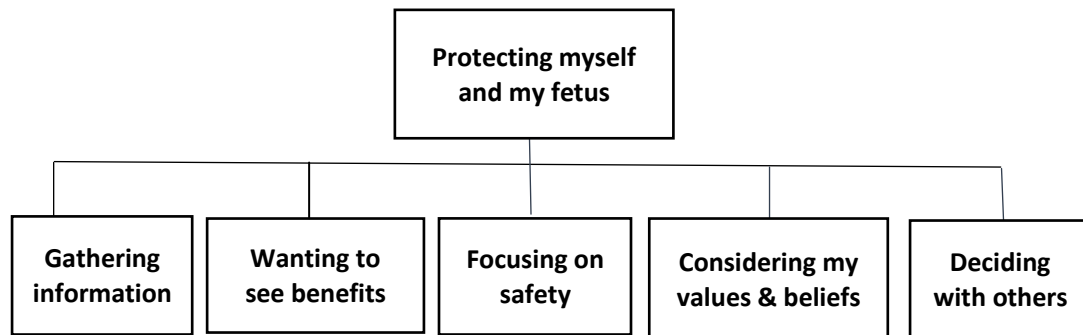 Protecting myself
and my fetus
Gathering
information
Wanting to
see benefits
Focusing on
safety
Considering my
values & beliefs
Deciding
with others